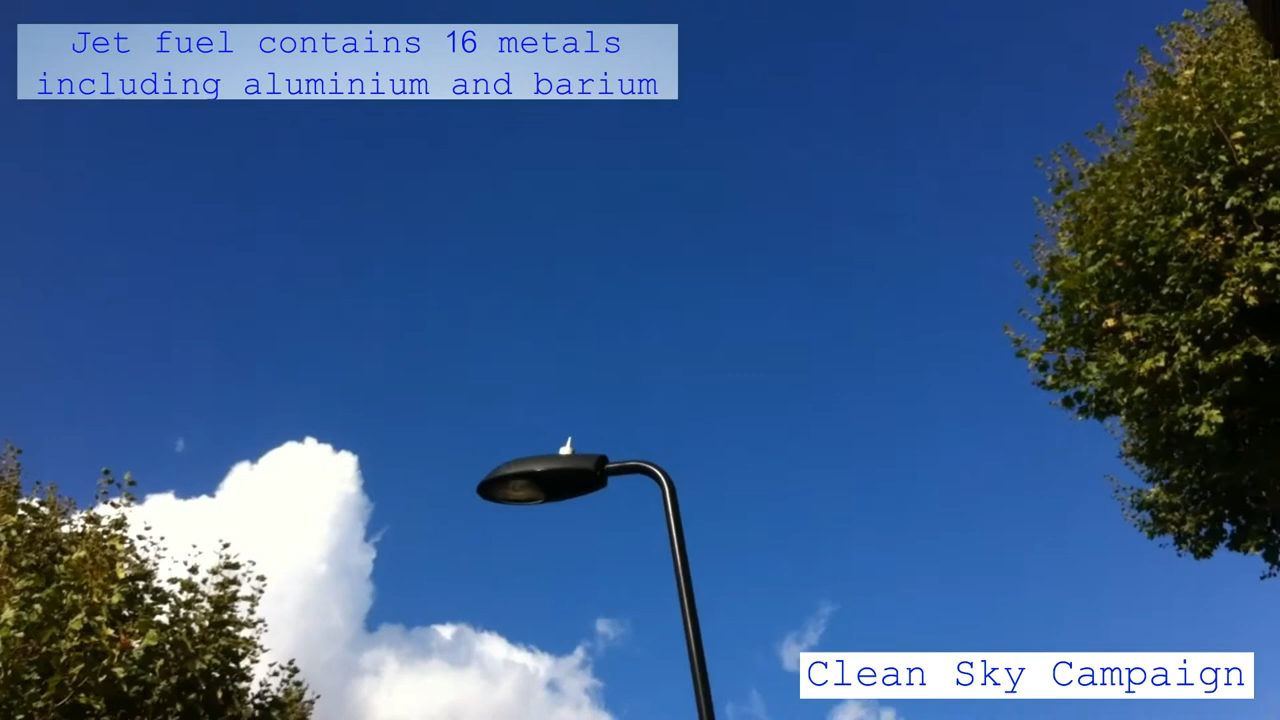 Jet fuel contains 16 metals
including aluminium and barium
Clean Sky Campaign